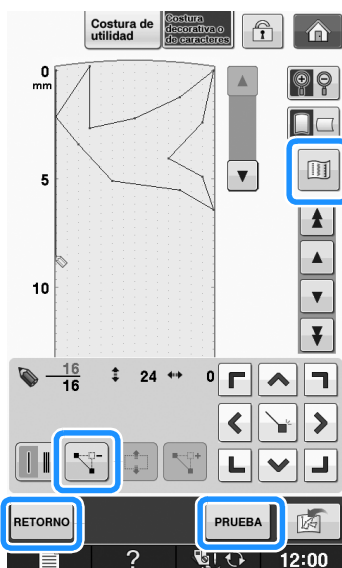 Costura de
utilidad
Costura
decorativa o
de caracteres
0
mm
5
10
16
16
24
0
RETORNO
PRUEBA
?
12:00